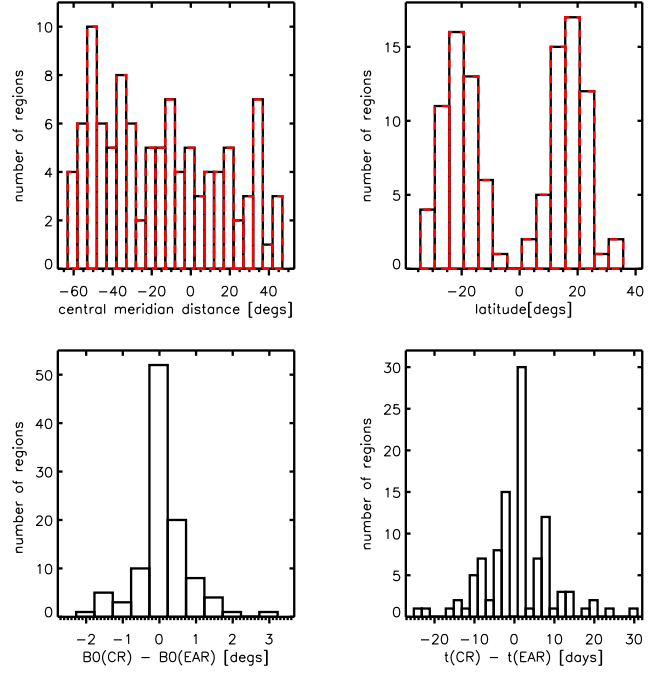 10
8
6
4
2
0
number of regions
−60 −40 −20 0 20 40
central meridian distance [degs]
15
10
5
0
number of regions
−20 0 20 40
latitude[degs]
50
40
30
20
10
0
number of regions
−2 −1 0 1 2 3
B0(CR) − B0(EAR) [degs]
30
25
20
15
10
5
0
number of regions
−20 −10 0 10 20 30
t(CR) − t(EAR) [days]